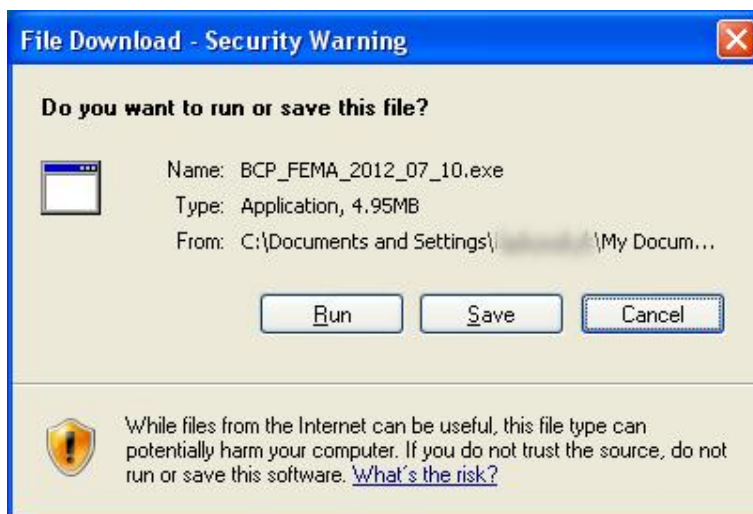 File Download - Security Warning
Do you want to run or save this file?
Name: BCP_FEMA_2012_07_10.exe
Type: Application, 4.95MB
From: C:\Documents and Settings\ \My Docum...
Run Save Cancel
While files from the Internet can be useful, this file type can
potentially harm your computer. If you do not trust the source, do not
run or save this software. What's the risk?